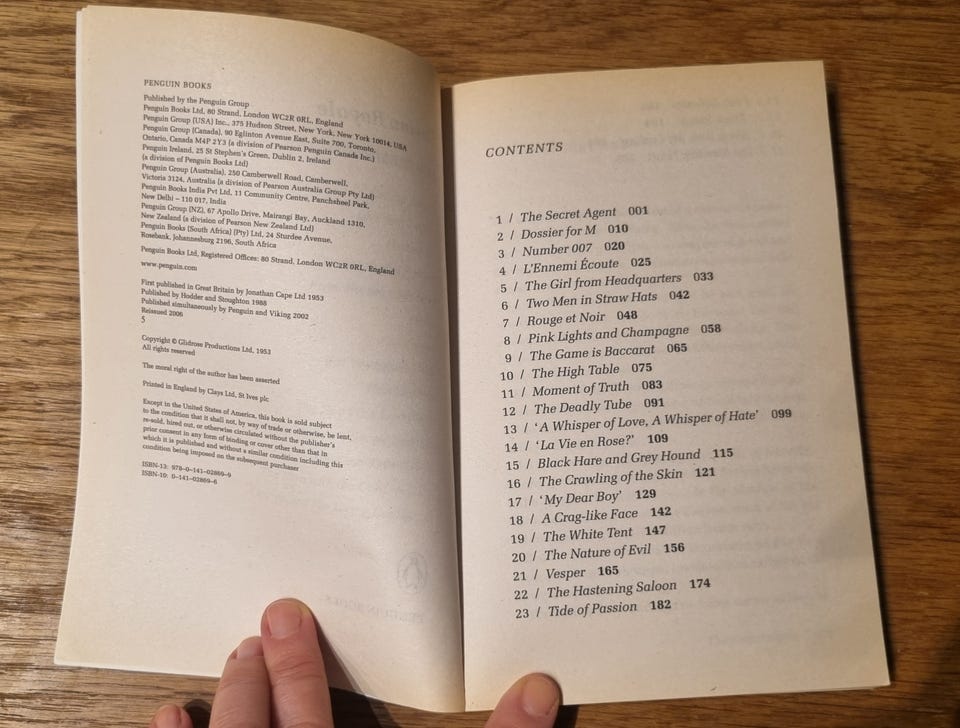 PENGUIN BOOKS
Published by the Penguin Group
Penguin Books Ltd, 80 Strand, London WC2R 0RL, England
Penguin Group (USA) Inc., 375 Hudson Street, New York, New York 10014, USA
Penguin Group (Canada), 90 Eglinton Avenue East, Suite 700, Toronto,
Ontario, Canada M4P 2Y3 (a division of Pearson Penguin Canada Inc.)
Penguin Ireland, 25 St Stephen's Green, Dublin 2, Ireland
(a division of Penguin Books Ltd)
Penguin Group (Australia), 250 Camberwell Road, Camberwell,
Victoria 3124, Australia (a division of Pearson Australia Group Pty Ltd)
Penguin Books India Pvt Ltd, 11 Community Centre, Panchsheel Park,
New Delhi – 110 017, India
Penguin Group (NZ), 67 Apollo Drive, Mairangi Bay, Auckland 1310,
New Zealand (a division of Pearson New Zealand Ltd)
Penguin Books (South Africa) (Pty) Ltd, 24 Sturdee Avenue,
Rosebank, Johannesburg 2196, South Africa
Penguin Books Ltd, Registered Offices: 80 Strand, London WC2R 0RL, England
www.penguin.com
First published in Great Britain by Jonathan Cape Ltd 1953
Published by Hodder and Stoughton 1988
Published simultaneously by Penguin and Viking 2002
Reissued 2006
5
Copyright © Glidrose Productions Ltd, 1953
All rights reserved
The moral right of the author has been asserted
Printed in England by Clays Ltd, St Ives plc
Except in the United States of America, this book is sold subject
to the condition that it shall not, by way of trade or otherwise, be lent,
re-sold, hired out, or otherwise circulated without the publisher's
prior consent in any form of binding or cover other than that in
which it is published and without a similar condition including this
condition being imposed on the subsequent purchaser
ISBN-13: 978-0-141-02869-9
ISBN-10: 0-141-02869-6
CONTENTS
1 / The Secret Agent 001
2 / Dossier for M 010
3 / Number 007 020
4 / L'Ennemi Écoute 025
5 / The Girl from Headquarters 033
6 / Two Men in Straw Hats 042
7 / Rouge et Noir 048
8 / Pink Lights and Champagne 058
9 / The Game is Baccarat 065
10 / The High Table 075
11 / Moment of Truth 083
12 / The Deadly Tube 091
13 / 'A Whisper of Love, A Whisper of Hate' 099
14 / 'La Vie en Rose?' 109
15 / Black Hare and Grey Hound 115
16 / The Crawling of the Skin 121
17 / 'My Dear Boy' 129
18 / A Crag-like Face 142
19 / The White Tent 147
20 / The Nature of Evil 156
21 / Vesper 165
22 / The Hastening Saloon 174
23 / Tide of Passion 182